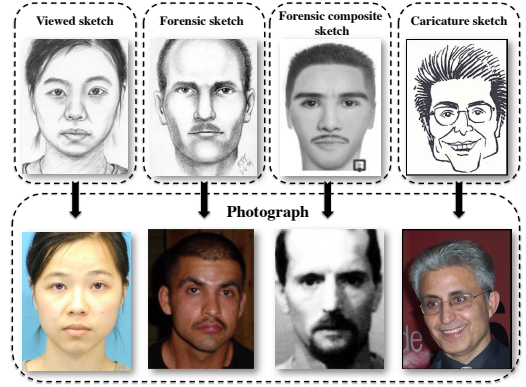 Viewed sketch
Forensic sketch
Forensic composite
sketch
Caricature sketch
Photograph